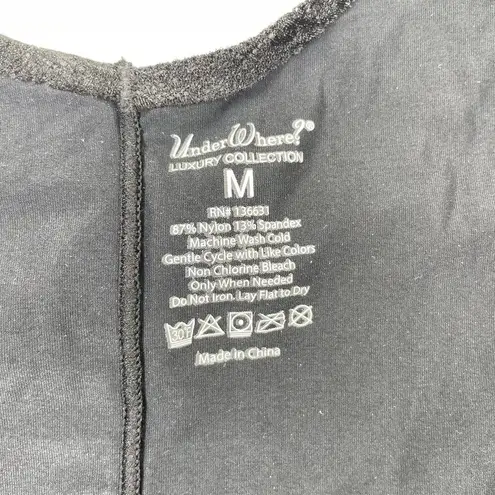 UnderWhere?®
LUXURY COLLECTION
M
RN# 136631
87% Nylon 13% Spandex
Machine Wash Cold
Gentle Cycle with Like Colors
Non Chlorine Bleach
Only When Needed
Do Not Iron. Lay Flat to Dry
30°
Made in China